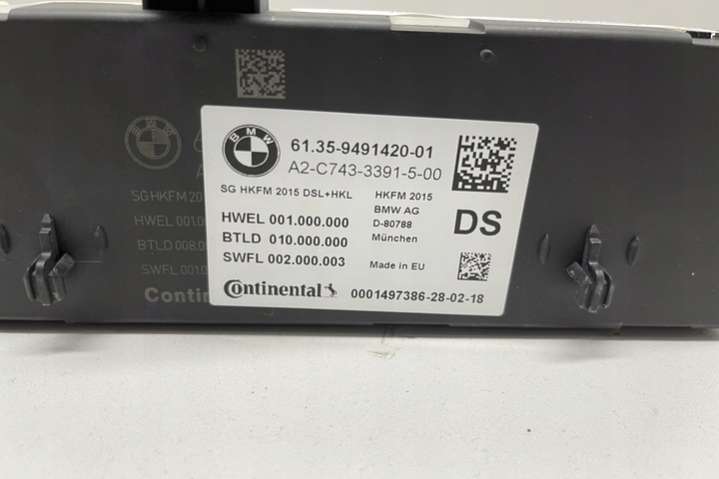 BMW
61.35-9491420-01
A2-C743-3391-5-00
SG HKFM 2015 DSL+HKL
HWEL 001.000.000
BTLD 010.000.000
SWFL 002.000.003
HKFM 2015
BMW AG
D-80788
München
Made in EU
DS
Continental
0001497386-28-02-18
BMW
SG HKFM 20
HWEL 001.0
BTLD 008.0
SWFL 001.0
Contin